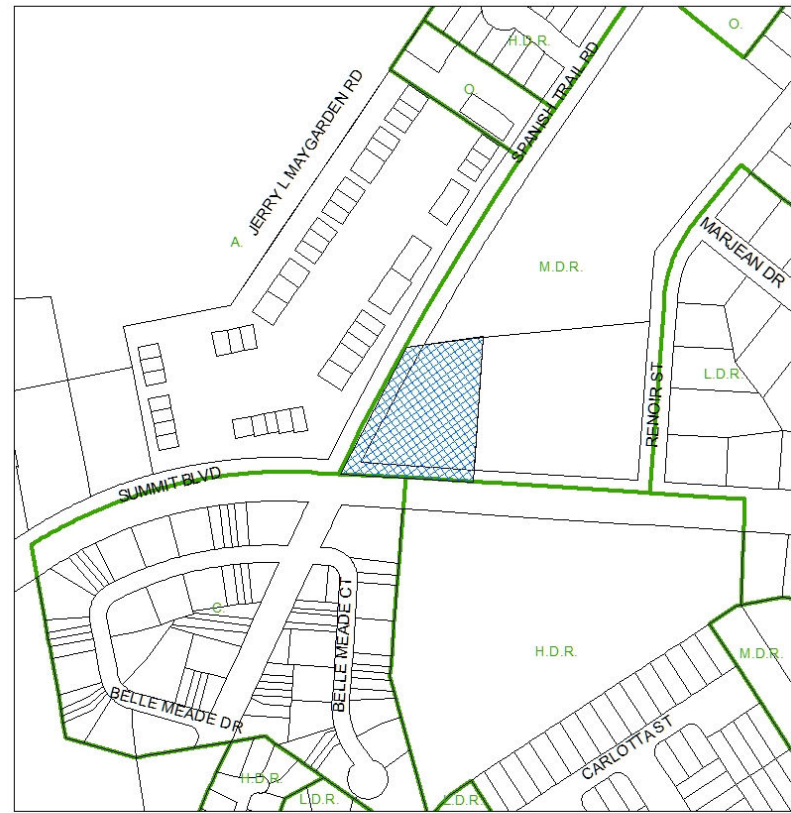 O.
H.D.R.
O.
SPANISH TRAIL RD
JERRY L MAYGARDEN RD
A.
M.D.R.
MARJEAN DR
L.D.R.
RENOIR ST
SUMMIT BLVD
C.
BELLE MEADE CT
H.D.R.
M.D.R.
BELLE MEADE DR
CARLOTTA ST
H.D.R.
L.D.R.
L.D.R.